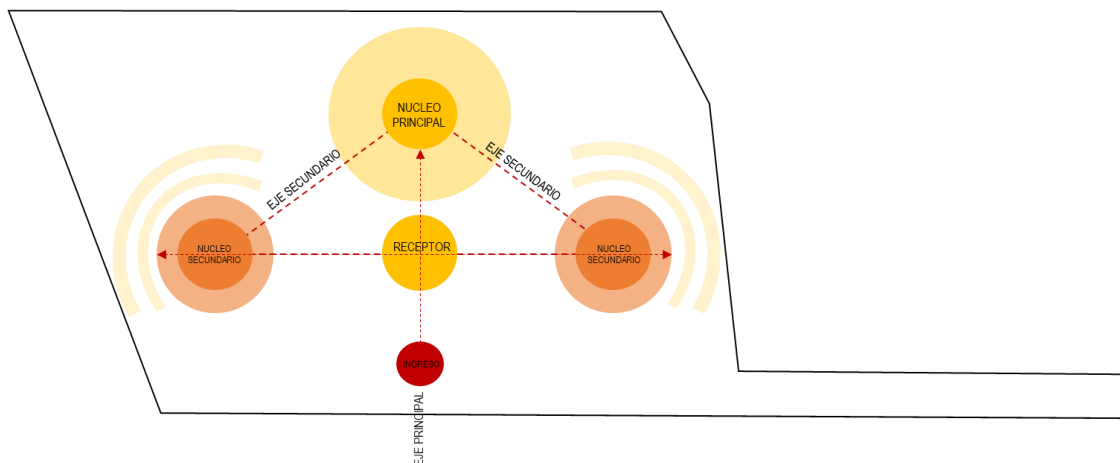 NUCLEO
PRINCIPAL
EJE SECUNDARIO
EJE SECUNDARIO
NUCLEO
SECUNDARIO
RECEPTOR
NUCLEO
SECUNDARIO
INGRESO
EJE PRINCIPAL